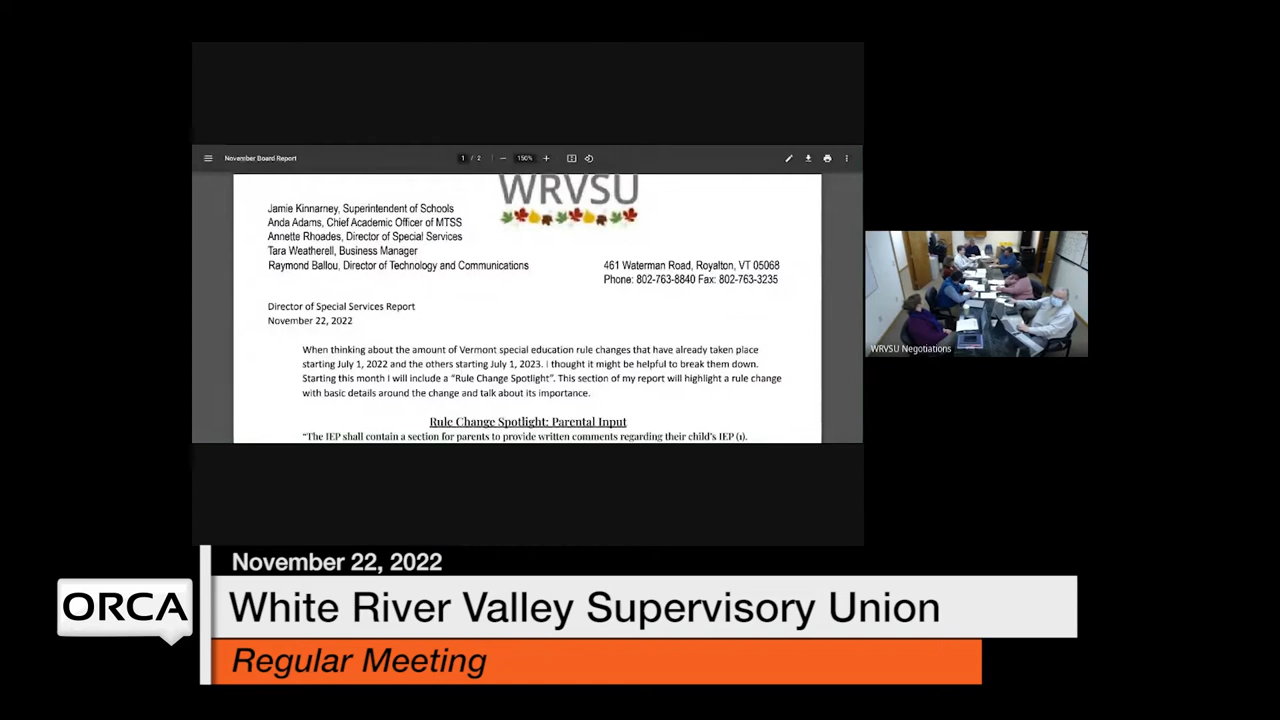 November Board Report
1 / 2
150%
WRVSU
Jamie Kinnarney, Superintendent of Schools
Anda Adams, Chief Academic Officer of MTSS
Annette Rhoades, Director of Special Services
Tara Weatherell, Business Manager
Raymond Ballou, Director of Technology and Communications
461 Waterman Road, Royalton, VT 05068
Phone: 802-763-8840 Fax: 802-763-3235
Director of Special Services Report
November 22, 2022
When thinking about the amount of Vermont special education rule changes that have already taken place
starting July 1, 2022 and the others starting July 1, 2023. I thought it might be helpful to break them down.
Starting this month I will include a “Rule Change Spotlight”. This section of my report will highlight a rule change
with basic details around the change and talk about its importance.
Rule Change Spotlight: Parental Input
“The IEP shall contain a section for parents to provide written comments regarding their child’s IEP (1).
WRVSU Negotiations
November 22, 2022
ORCA
White River Valley Supervisory Union
Regular Meeting